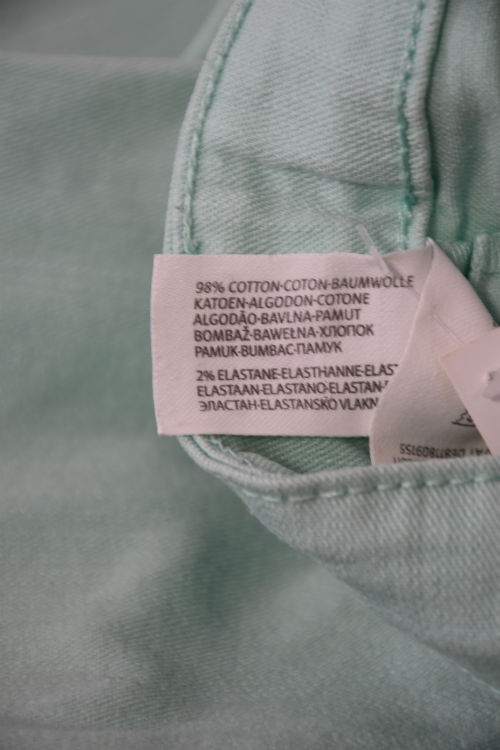 98% COTTON-COTON-BAUMWOLLE
KATOEN-ALGODON-COTONE
ALGODÃO-BAVLNA-PAMUT
BOMBAŽ-BAWEŁNA-ХЛОПОК
PAMUK-BUMBAC-ПАМУК
2% ELASTANE-ELASTHANNE-ELAST
ELASTAAN-ELASTANO-ELASTAN-
ЭЛАСТАН-ELASTANSKO VLAKN